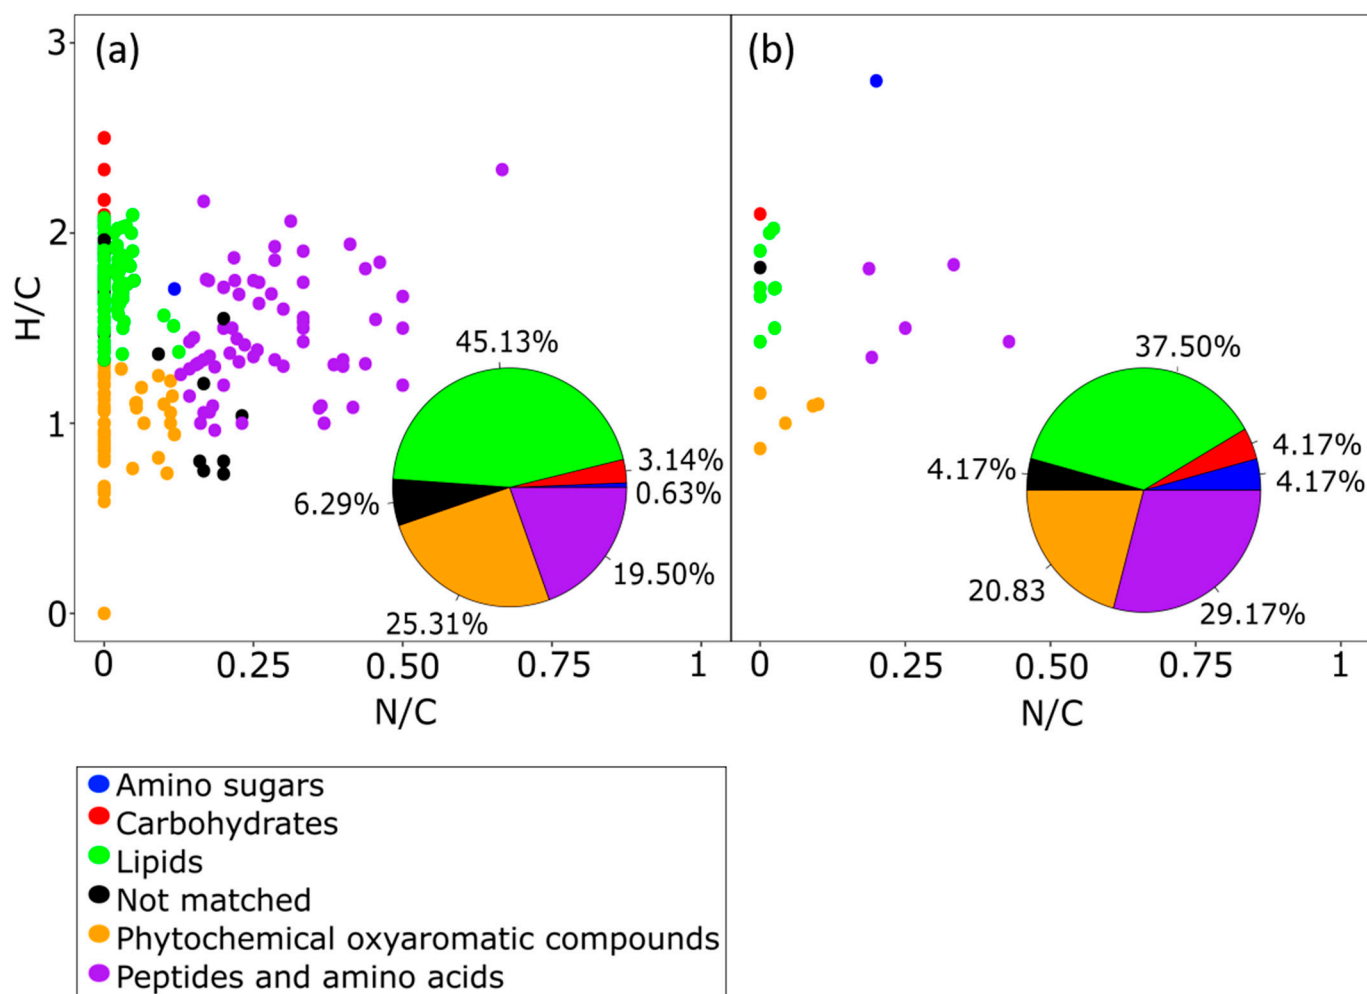 (a)
(b)
3
2
1
0
H/C
45.13%
3.14%
0.63%
6.29%
19.50%
25.31%
37.50%
4.17%
4.17%
4.17%
20.83
29.17%
0 0.25 0.50 0.75 1
0 0.25 0.50 0.75 1
N/C
N/C
Amino sugars
Carbohydrates
Lipids
Not matched
Phytochemical oxyaromatic compounds
Peptides and amino acids